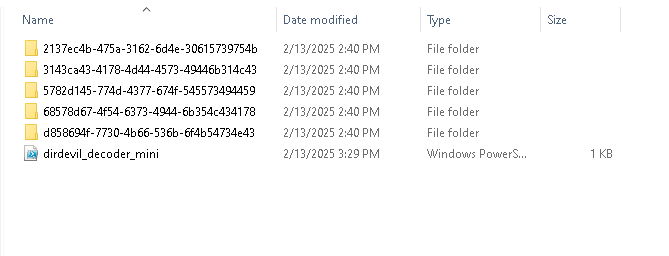 Name Date modified Type Size
2137ec4b-475a-3162-6d4e-30615739754b 2/13/2025 2:40 PM File folder
3143ca43-4178-4d44-4573-49446b314c43 2/13/2025 2:40 PM File folder
5782d145-774d-4377-674f-545573494459 2/13/2025 2:40 PM File folder
68578d67-4f54-6373-4944-6b354c434178 2/13/2025 2:40 PM File folder
d858694f-7730-4b66-536b-6f4b54734e43 2/13/2025 2:40 PM File folder
dirdevil_decoder_mini 2/13/2025 3:29 PM Windows PowerS... 1 KB